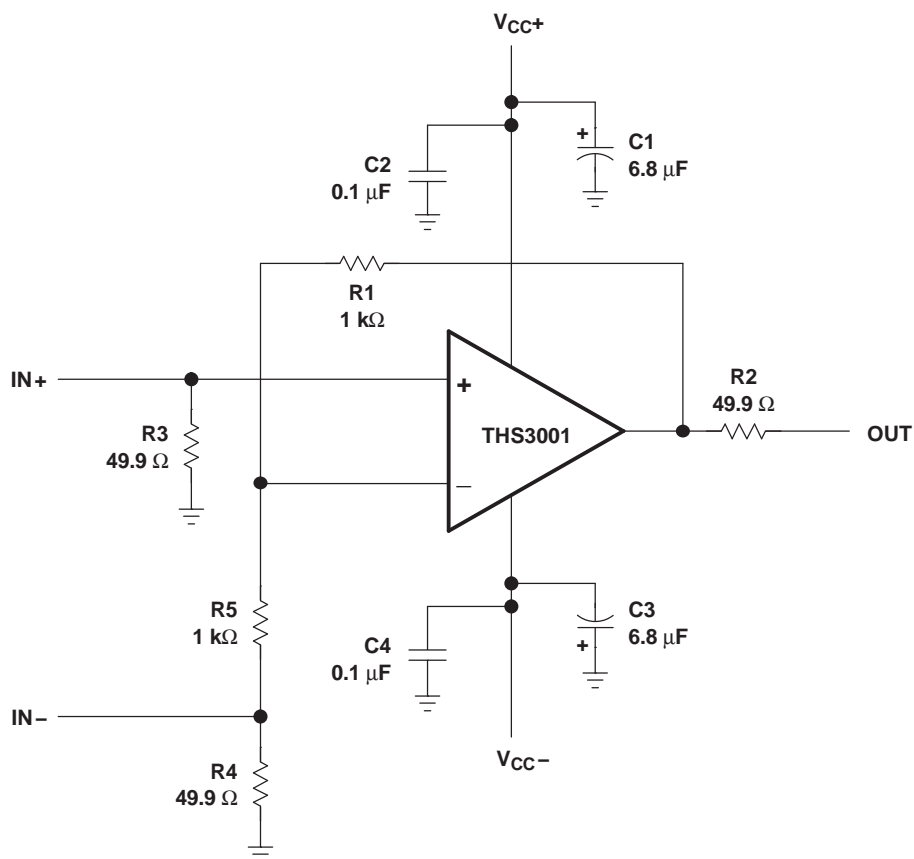 VCC+
C1
6.8 μF
+
C2
0.1 μF
R1
1 kΩ
IN+
+
R2
49.9 Ω
THS3001
OUT
R3
49.9 Ω
−
R5
1 kΩ
C3
6.8 μF
+
C4
0.1 μF
IN−
VCC−
R4
49.9 Ω